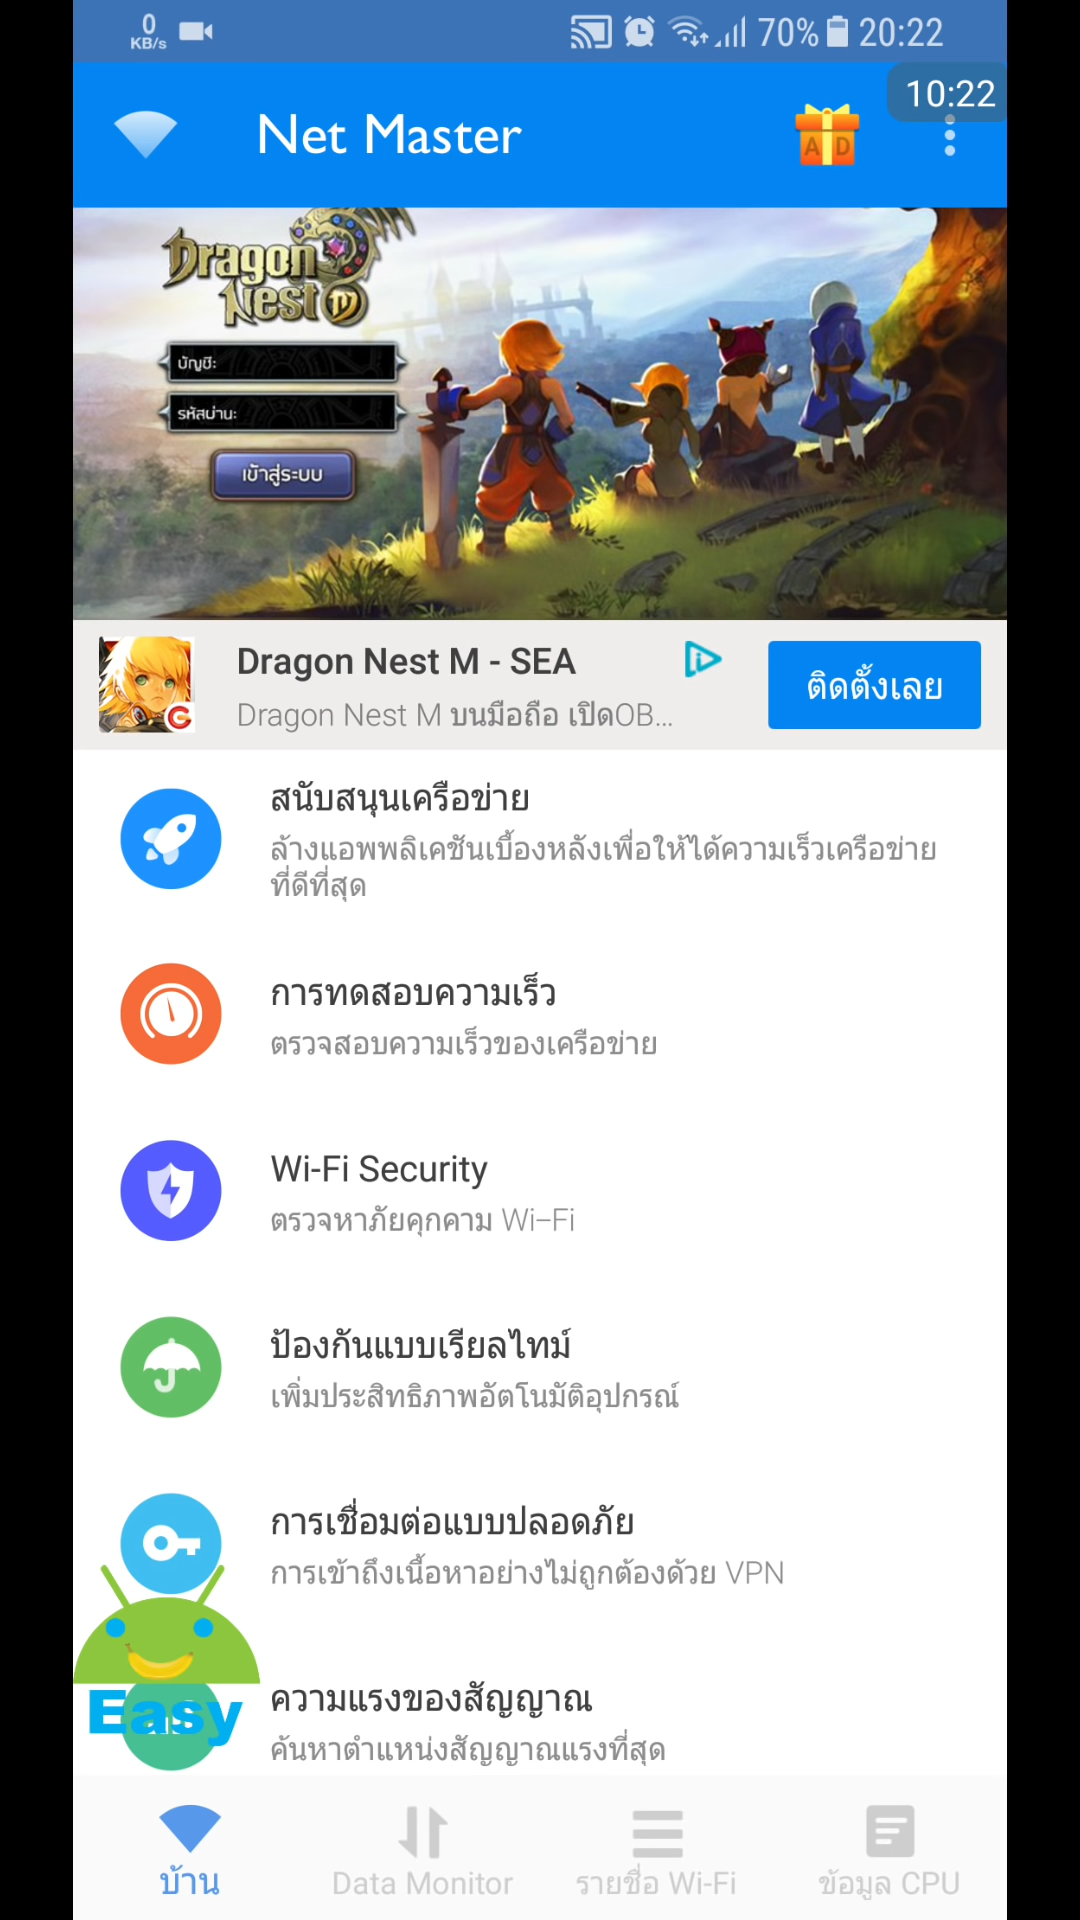 0
KB/s
70%
20:22
10:22
Net Master
AD
Dragon
Nest M
บัญชี:
รหัสผ่าน:
เข้าสู่ระบบ
Dragon Nest M - SEA
Dragon Nest M บนมือถือ เปิดOB...
ติดตั้งเลย
สนับสนุนเครือข่าย
ล้างแอพพลิเคชันเบื้องหลังเพื่อให้ได้ความเร็วเครือข่าย
ที่ดีที่สุด
การทดสอบความเร็ว
ตรวจสอบความเร็วของเครือข่าย
Wi-Fi Security
ตรวจหาภัยคุกคาม Wi-Fi
ป้องกันแบบเรียลไทม์
เพิ่มประสิทธิภาพอัตโนมัติอุปกรณ์
การเชื่อมต่อแบบปลอดภัย
การเข้าถึงเนื้อหาอย่างไม่ถูกต้องด้วย VPN
Easy
ความแรงของสัญญาณ
ค้นหาตำแหน่งสัญญาณแรงที่สุด
บ้าน
Data Monitor
รายชื่อ Wi-Fi
ข้อมูล CPU